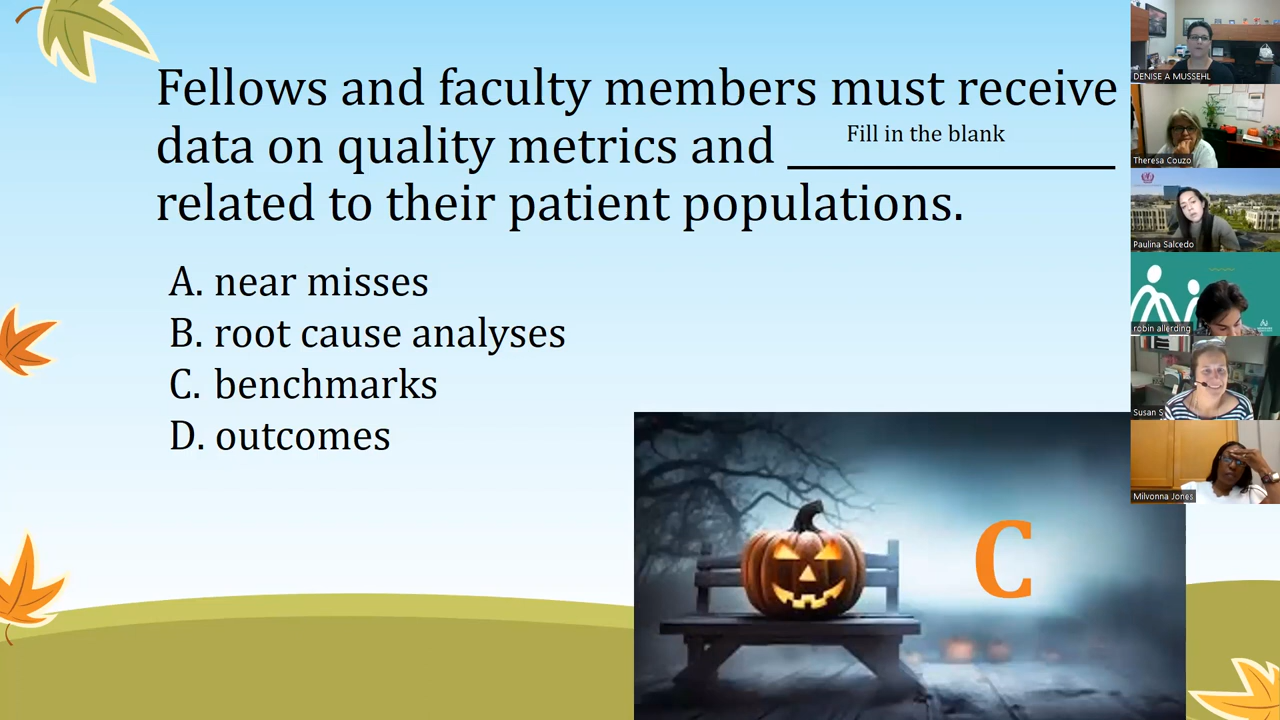 Fellows and faculty members must receive
data on quality metrics and
Fill in the blank
related to their patient populations.
A. near misses
B. root cause analyses
C. benchmarks
D. outcomes
C
DENISE A MUSSEHL
Theresa Couzo
Paulina Salcedo
robin allerding
Susan S
Milvonna Jones